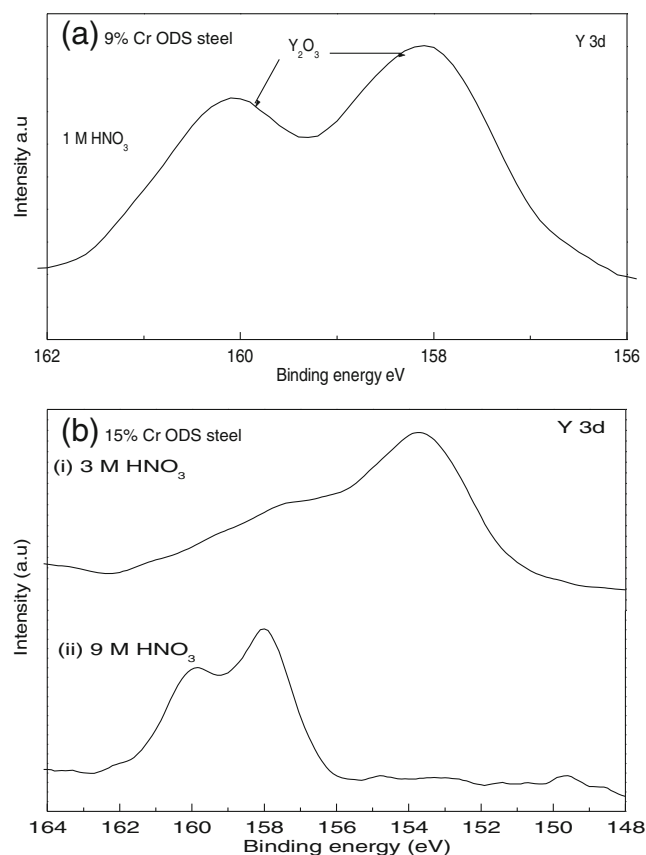 (a) 9% Cr ODS steel
Y₂O₃
Y 3d
1 M HNO₃
Intensity a.u
162 160 158 156
Binding energy eV
(b) 15% Cr ODS steel
Y 3d
(i) 3 M HNO₃
Intensity (a.u)
(ii) 9 M HNO₃
164 162 160 158 156 154 152 150 148
Binding energy (eV)